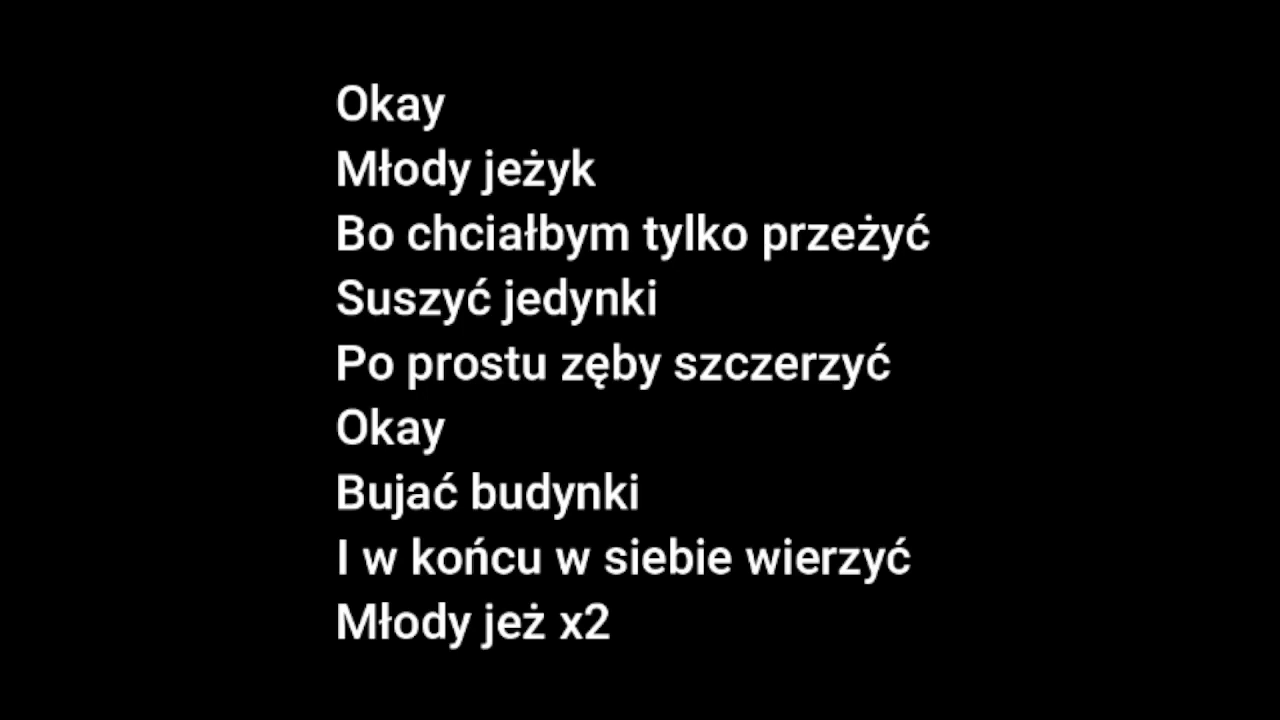 Okay
Młody jeżyk
Bo chciałbym tylko przeżyć
Suszyć jedynki
Po prostu zęby szczerzyć
Okay
Bujać budynki
I w końcu w siebie wierzyć
Młody jeż x2